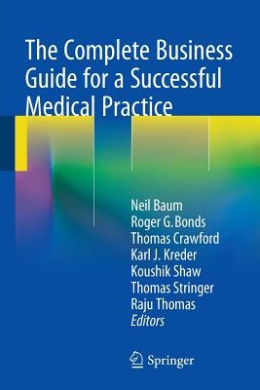 The Complete Business
Guide for a Successful
Medical Practice
Neil Baum
Roger G. Bonds
Thomas Crawford
Karl J. Kreder
Koushik Shaw
Thomas Stringer
Raju Thomas
Editors
Springer